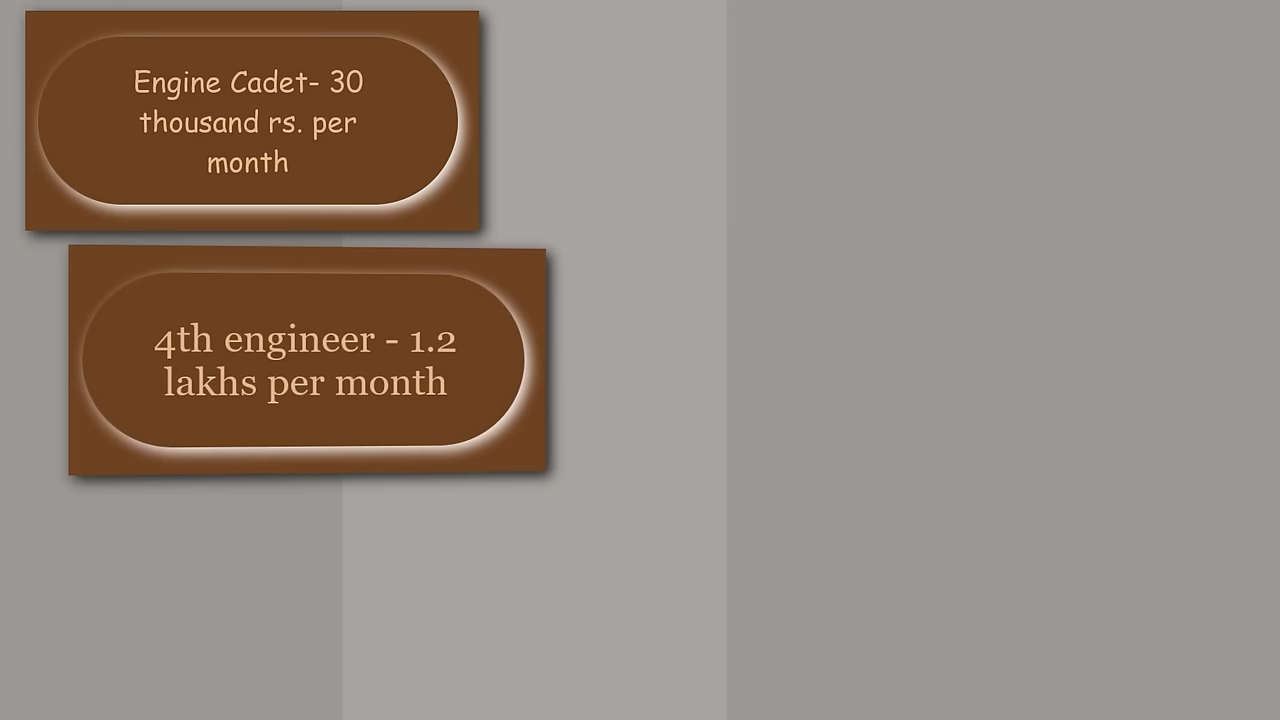 Engine Cadet- 30
thousand rs. per
month
4th engineer - 1.2
lakhs per month